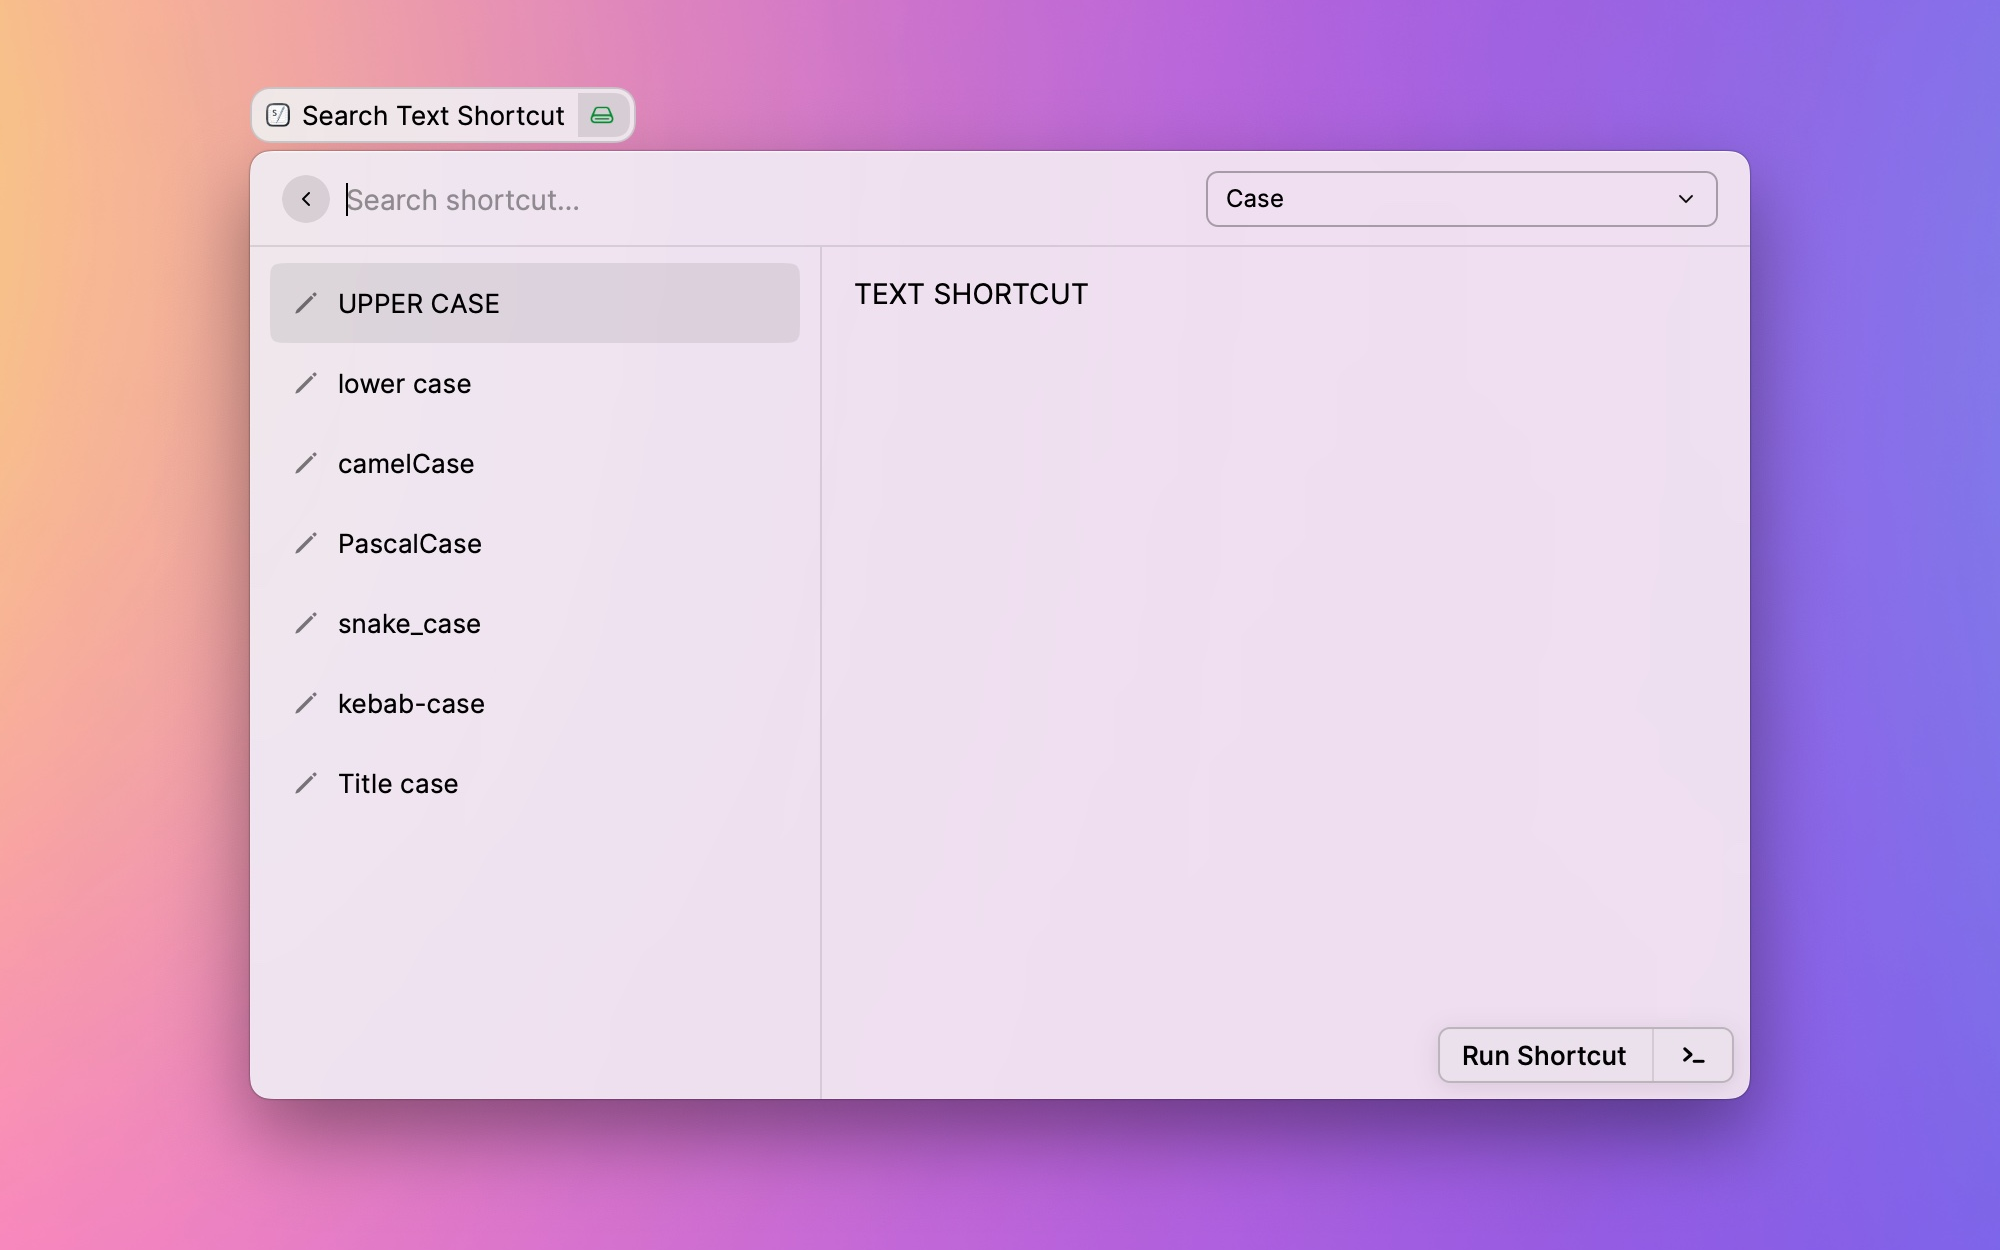 Search Text Shortcut
Search shortcut...
Case
UPPER CASE
lower case
camelCase
PascalCase
snake_case
kebab-case
Title case
TEXT SHORTCUT
Run Shortcut